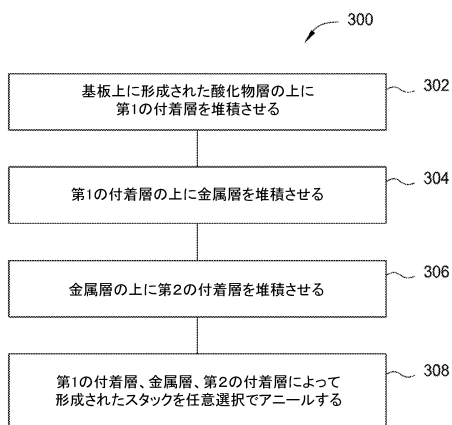 300
基板上に形成された酸化物層の上に
第1の付着層を堆積させる
302
第1の付着層の上に金属層を堆積させる
304
金属層の上に第2の付着層を堆積させる
306
第1の付着層、金属層、第2の付着層によって
形成されたスタックを任意選択でアニールする
308